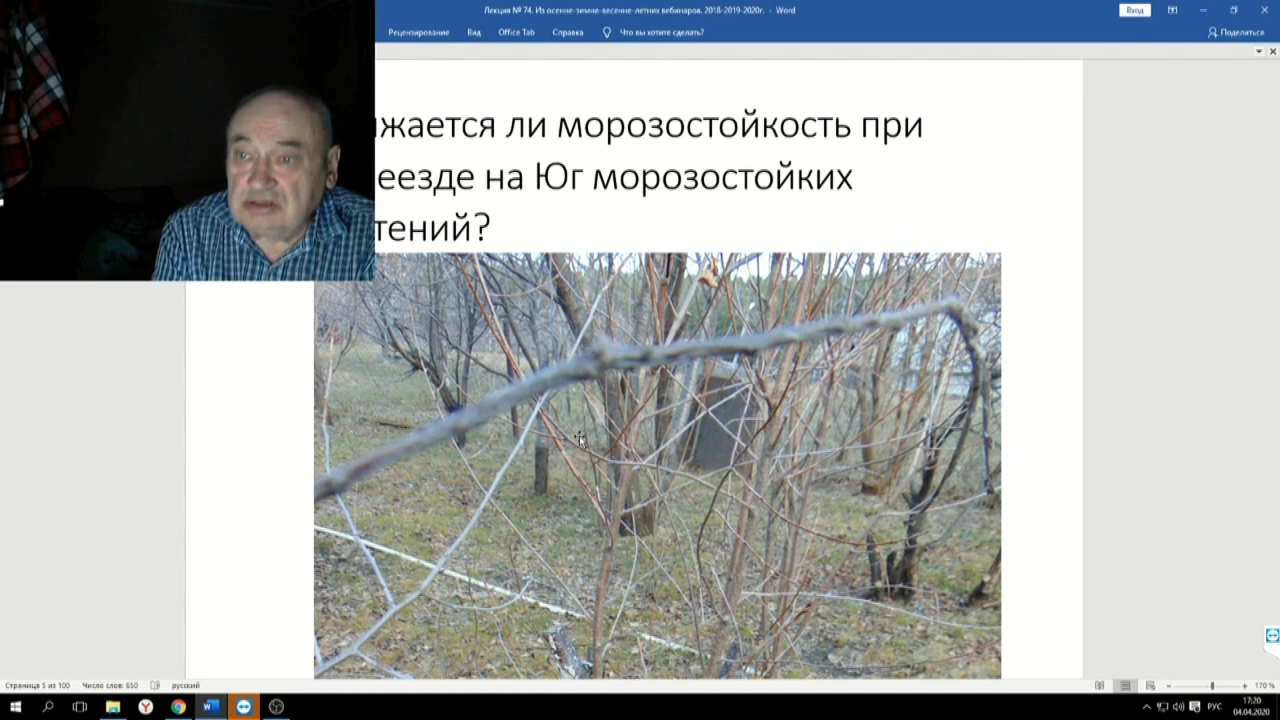 Лекция № 74. Из осенне-зимне-весенне-летних вебинаров. 2018-2019-2020г. - Word
Вход
Рецензирование Вид Office Tab Справка Что вы хотите сделать? Поделиться
жается ли морозостойкость при
еезде на Юг морозостойких
тений?
Страница 5 из 100 Число слов: 650 русский 170 %
РУС
17:20
04.04.2020